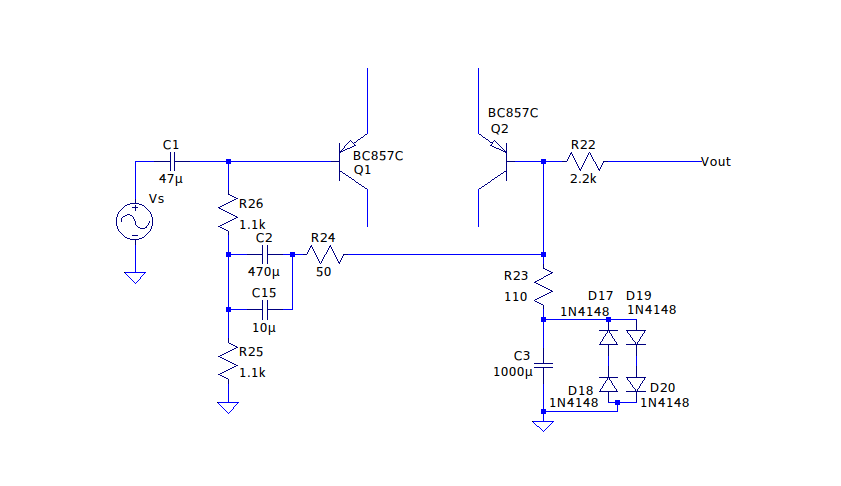 BC857C
Q2
C1
R22
BC857C
Q1
Vout
47µ
2.2k
Vs
R26
1.1k
C2
R24
470µ
50
R23
C15
110
D17
D19
1N4148
1N4148
10µ
R25
C3
1.1k
1000µ
D18
D20
1N4148
1N4148